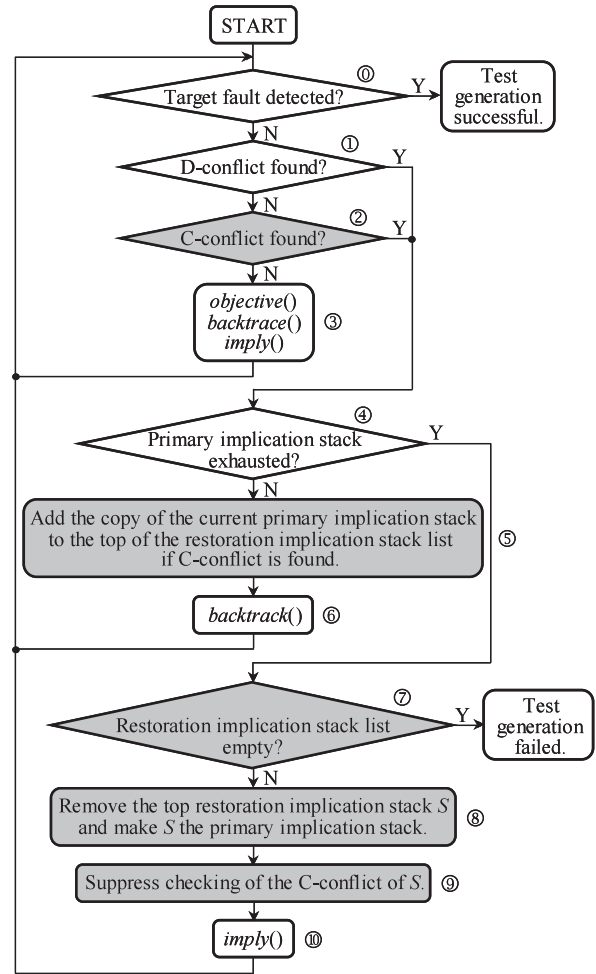 START
⓪
Target fault detected?
Y
Test
generation
successful.
N
①
D-conflict found?
Y
N
②
C-conflict found?
Y
N
objective()
backtrace()
imply()
③
④
Primary implication stack
exhausted?
Y
N
Add the copy of the current primary implication stack
to the top of the restoration implication stack list
if C-conflict is found.
⑤
backtrack()
⑥
⑦
Restoration implication stack list
empty?
Y
Test
generation
failed.
N
Remove the top restoration implication stack S
and make S the primary implication stack.
⑧
Suppress checking of the C-conflict of S.
⑨
imply()
⑩